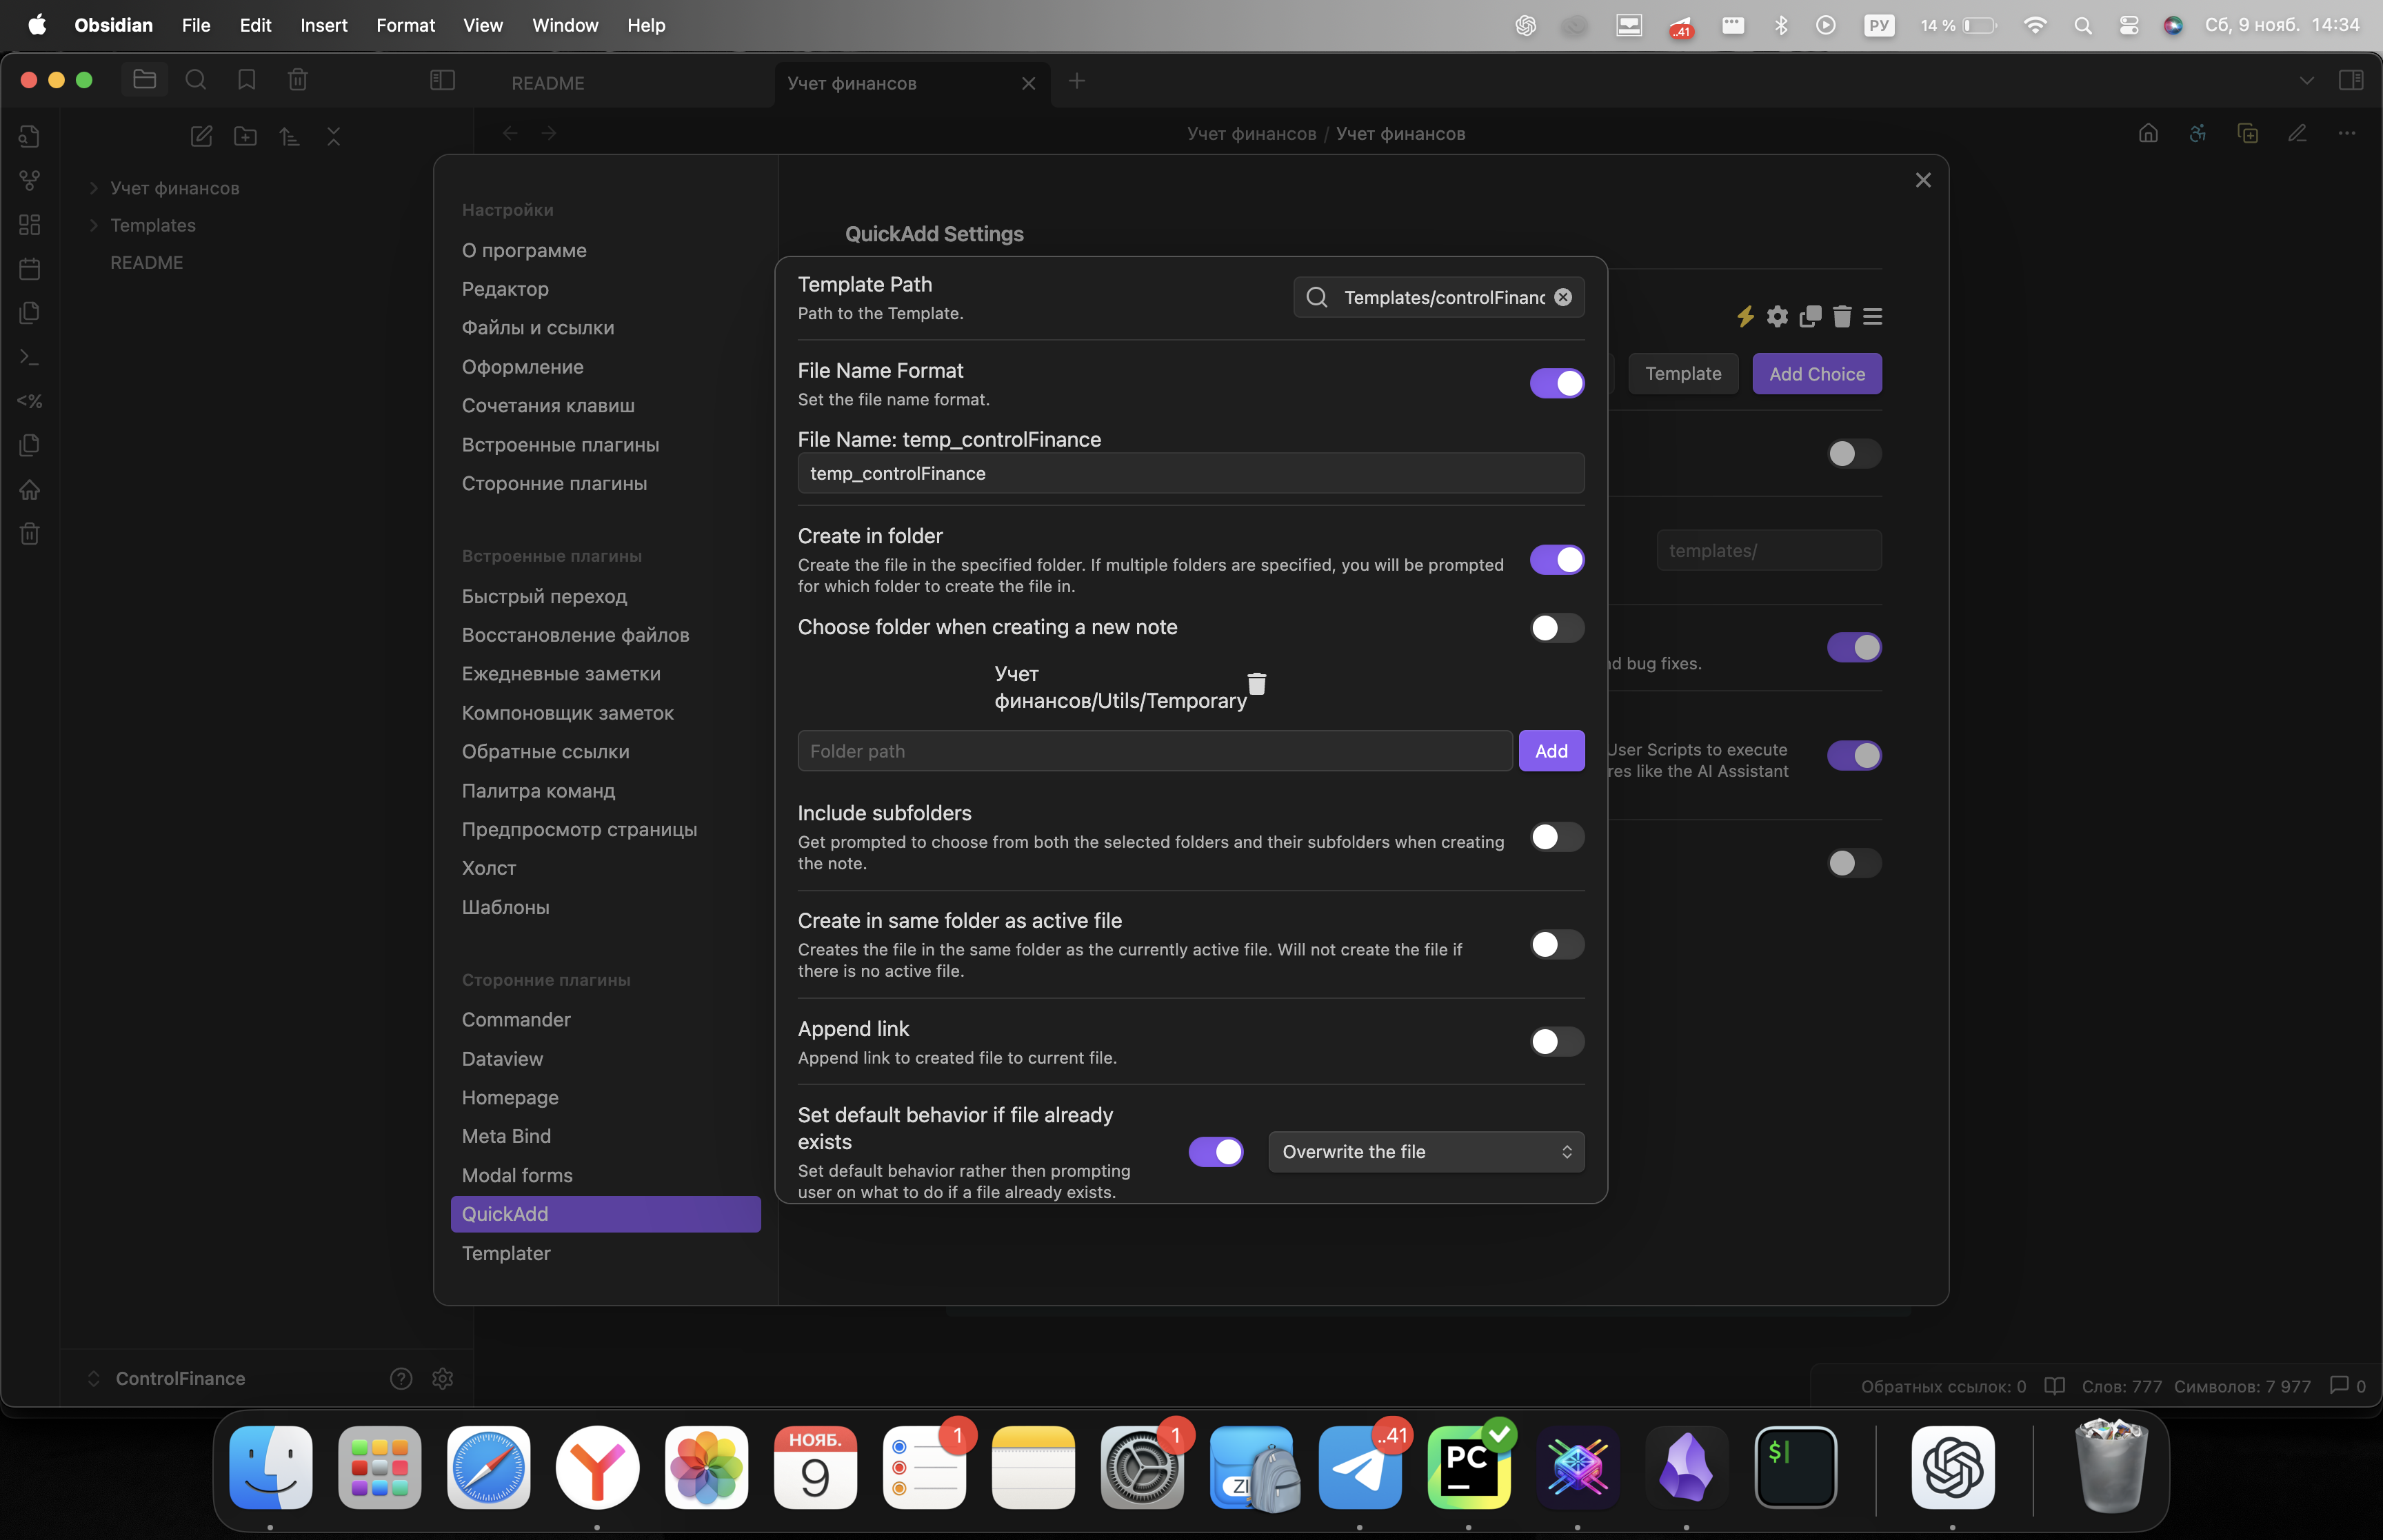 Obsidian File Edit Insert Format View Window Help
..41
РУ 14 % Сб, 9 нояб. 14:34
README
Учет финансов
Учет финансов / Учет финансов
Учет финансов
Templates
README
<%
ControlFinance
Настройки
О программе
Редактор
Файлы и ссылки
Оформление
Сочетания клавиш
Встроенные плагины
Сторонние плагины
Встроенные плагины
Быстрый переход
Восстановление файлов
Ежедневные заметки
Компоновщик заметок
Обратные ссылки
Палитра команд
Предпросмотр страницы
Холст
Шаблоны
Сторонние плагины
Commander
Dataview
Homepage
Meta Bind
Modal forms
QuickAdd
Templater
QuickAdd Settings
Template Path
Path to the Template.
Templates/controlFinanc
File Name Format
Set the file name format.
File Name: temp_controlFinance
temp_controlFinance
Create in folder
Create the file in the specified folder. If multiple folders are specified, you will be prompted
for which folder to create the file in.
Choose folder when creating a new note
Учет
финансов/Utils/Temporary
Folder path
Add
Include subfolders
Get prompted to choose from both the selected folders and their subfolders when creating
the note.
Create in same folder as active file
Creates the file in the same folder as the currently active file. Will not create the file if
there is no active file.
Append link
Append link to created file to current file.
Set default behavior if file already
exists
Set default behavior rather then prompting
user on what to do if a file already exists.
Overwrite the file
Template
Add Choice
templates/
d bug fixes.
User Scripts to execute
res like the AI Assistant
Обратных ссылок: 0 Слов: 777 Символов: 7 977 0
НОЯБ.
9
1
1
ZI
..41
PC
$